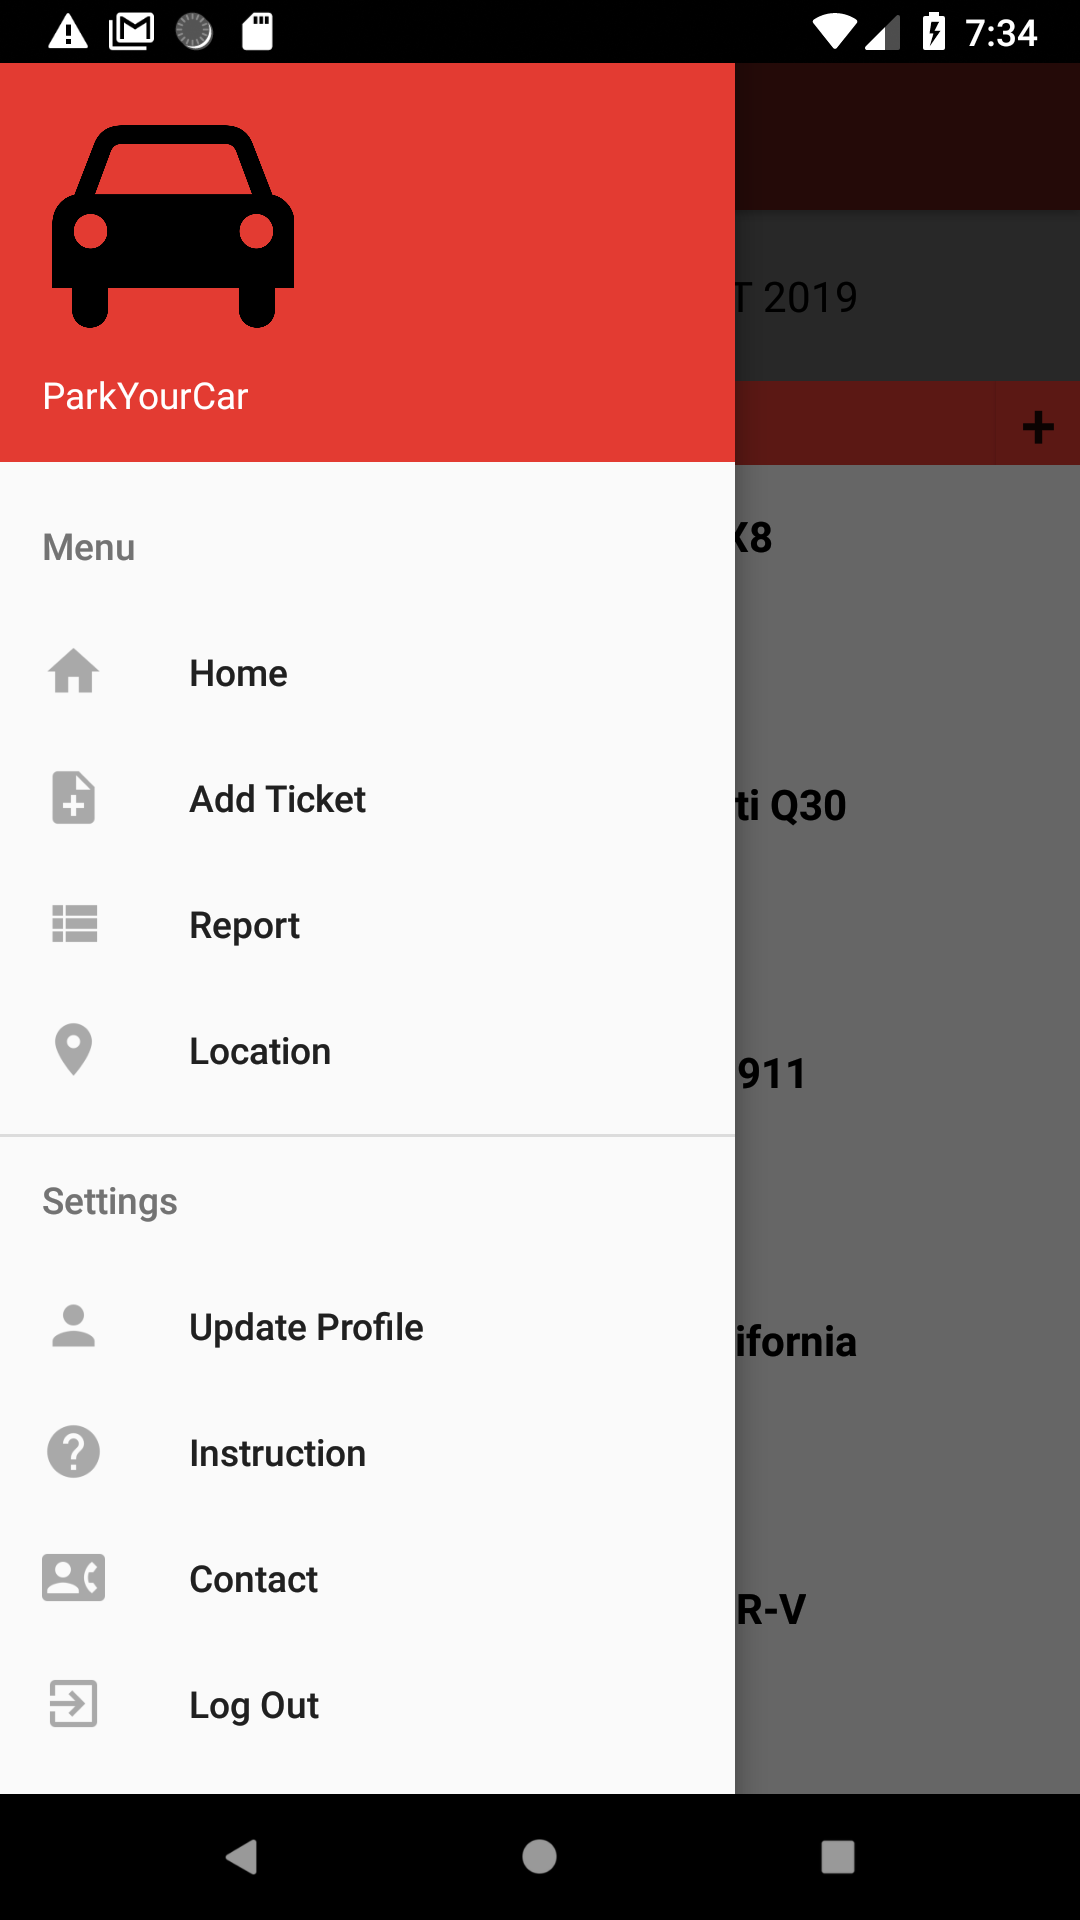 7:34
T 2019
ParkYourCar
+
Menu
X8
Home
Add Ticket
ti Q30
Report
Location
911
Settings
Update Profile
ifornia
Instruction
Contact
R-V
Log Out